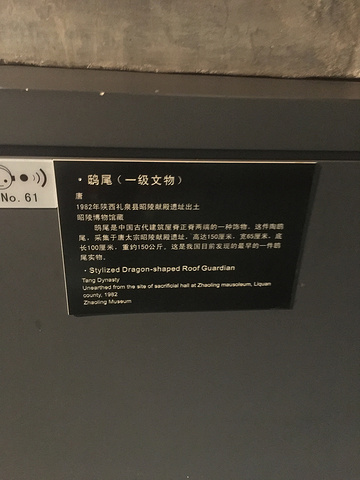 No. 61
· 鸱尾（一级文物）
唐
1982年陕西礼泉县昭陵献殿遗址出土
昭陵博物馆藏
鸱尾是中国古代建筑屋脊正脊两端的一种饰物。这件陶鸱
尾，采集于唐太宗昭陵献殿遗址，高达150厘米，宽65厘米，底
长100厘米，重约150公斤。这是我国目前发现的最早的一件鸱
尾实物。
· Stylized Dragon-shaped Roof Guardian
Tang Dynasty
Unearthed from the site of sacrificial hall at Zhaoling mausoleum, Liquan
county, 1982
Zhaoling Museum